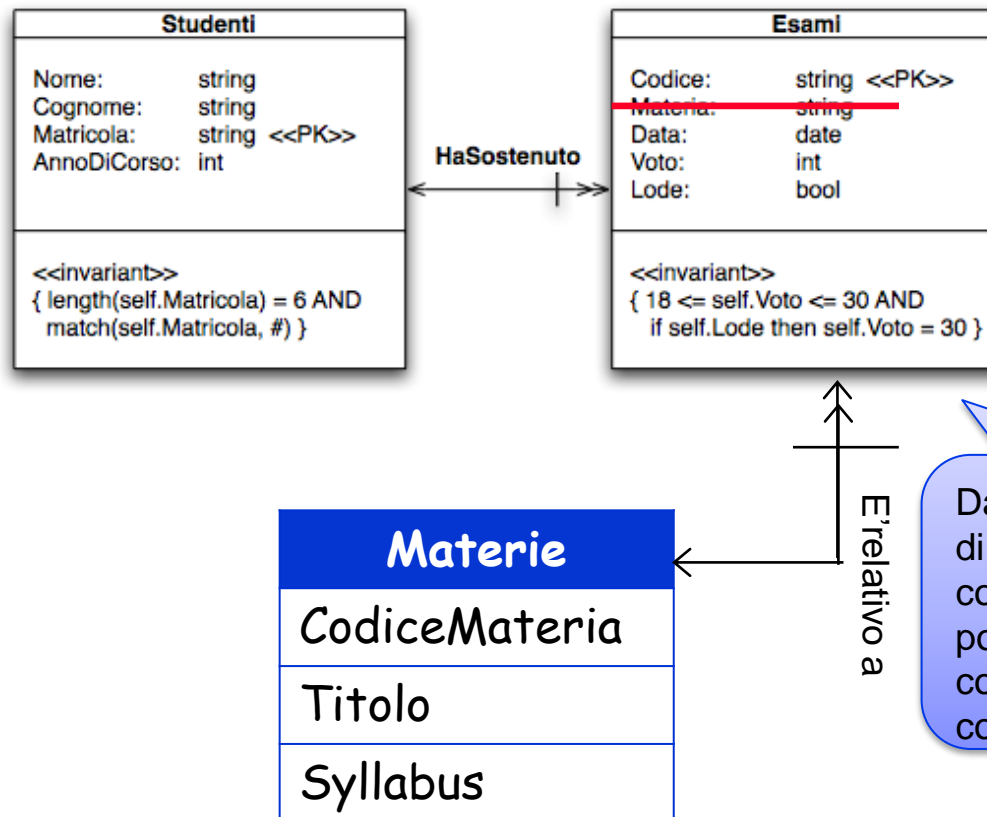 Studenti
Nome: string
Cognome: string
Matricola: string <<PK>>
AnnoDiCorso: int
<<invariant>>
{ length(self.Matricola) = 6 AND
match(self.Matricola, #) }
HaSostenuto
Esami
Codice: string <<PK>>
Materia: string
Data: date
Voto: int
Lode: bool
<<invariant>>
{ 18 <= self.Voto <= 30 AND
if self.Lode then self.Voto = 30 }
E'relativo a
Materie
CodiceMateria
Titolo
Syllabus